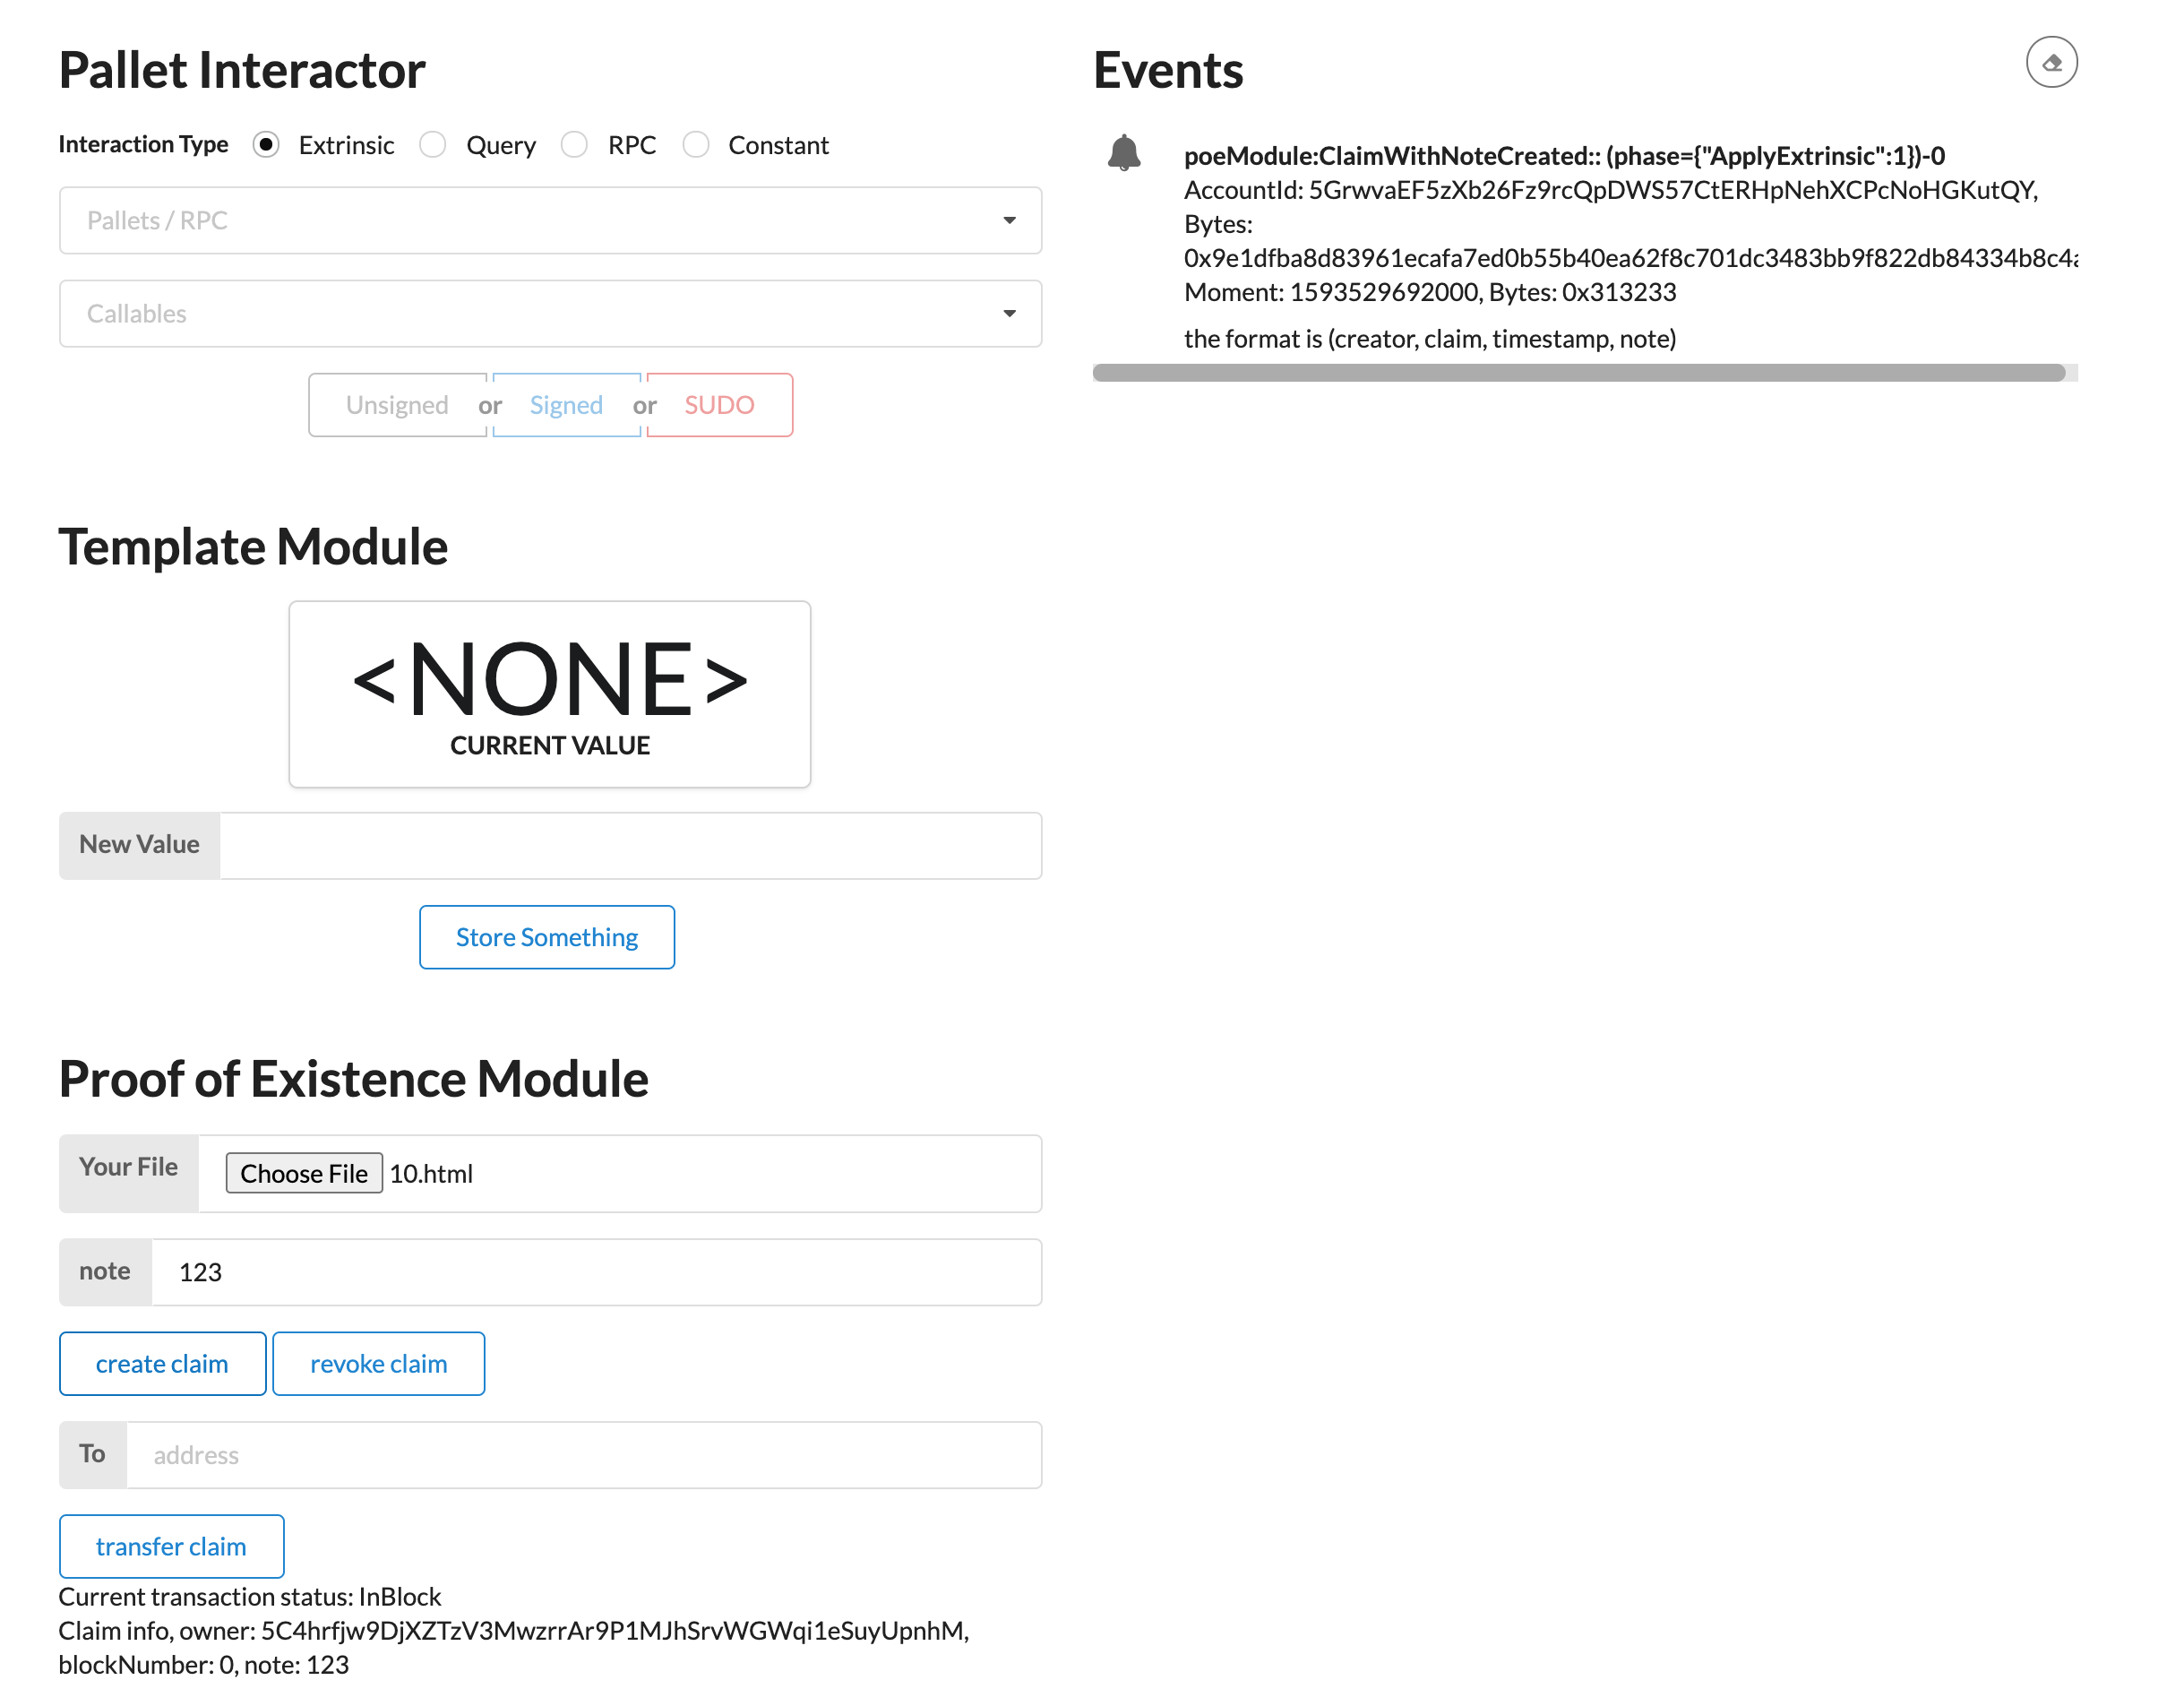 Pallet Interactor
Interaction Type Extrinsic Query RPC Constant
Pallets / RPC
Callables
Unsigned or Signed or SUDO
Template Module
<NONE>
CURRENT VALUE
New Value
Store Something
Proof of Existence Module
Your File Choose File 10.html
note 123
create claim revoke claim
To address
transfer claim
Current transaction status: InBlock
Claim info, owner: 5C4hrfjw9DjXZTzV3MwzrrAr9P1MJhSrvWGWqi1eSuyUpnhM,
blockNumber: 0, note: 123
Events
poeModule:ClaimWithNoteCreated:: (phase={"ApplyExtrinsic":1})-0
AccountId: 5GrwvaEF5zXb26Fz9rcQpDWS57CtERHpNehXCPcNoHGKutQY,
Bytes:
0x9e1dfba8d83961ecafa7ed0b55b40ea62f8c701dc3483bb9f822db84334b8c4a
Moment: 1593529692000, Bytes: 0x313233
the format is (creator, claim, timestamp, note)